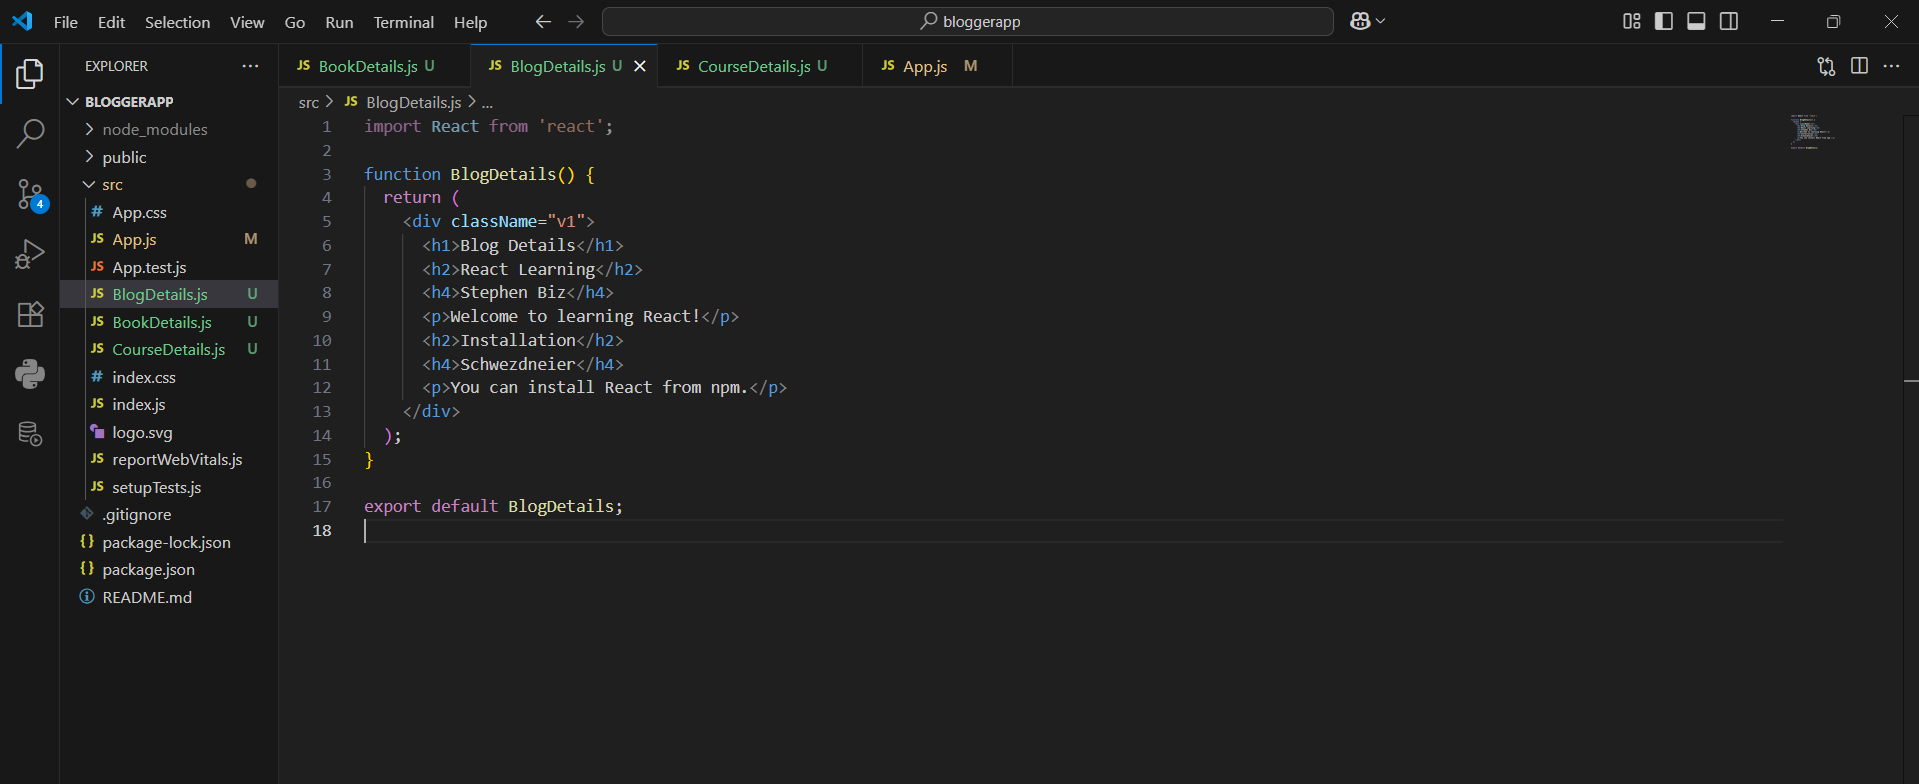 File Edit Selection View Go Run Terminal Help
bloggerapp
EXPLORER
BLOGGERAPP
node_modules
public
src
# App.css
JS App.js M
JS App.test.js
JS BlogDetails.js U
JS BookDetails.js U
JS CourseDetails.js U
# index.css
JS index.js
logo.svg
JS reportWebVitals.js
JS setupTests.js
.gitignore
{} package-lock.json
{} package.json
README.md
4
JS BookDetails.js U
JS BlogDetails.js U
JS CourseDetails.js U
JS App.js M
src > JS BlogDetails.js > ...
1 import React from 'react';
2
3 function BlogDetails() {
4 return (
5 <div className="v1">
6 <h1>Blog Details</h1>
7 <h2>React Learning</h2>
8 <h4>Stephen Biz</h4>
9 <p>Welcome to learning React!</p>
10 <h2>Installation</h2>
11 <h4>Schwezdneier</h4>
12 <p>You can install React from npm.</p>
13 </div>
14 );
15 }
16
17 export default BlogDetails;
18